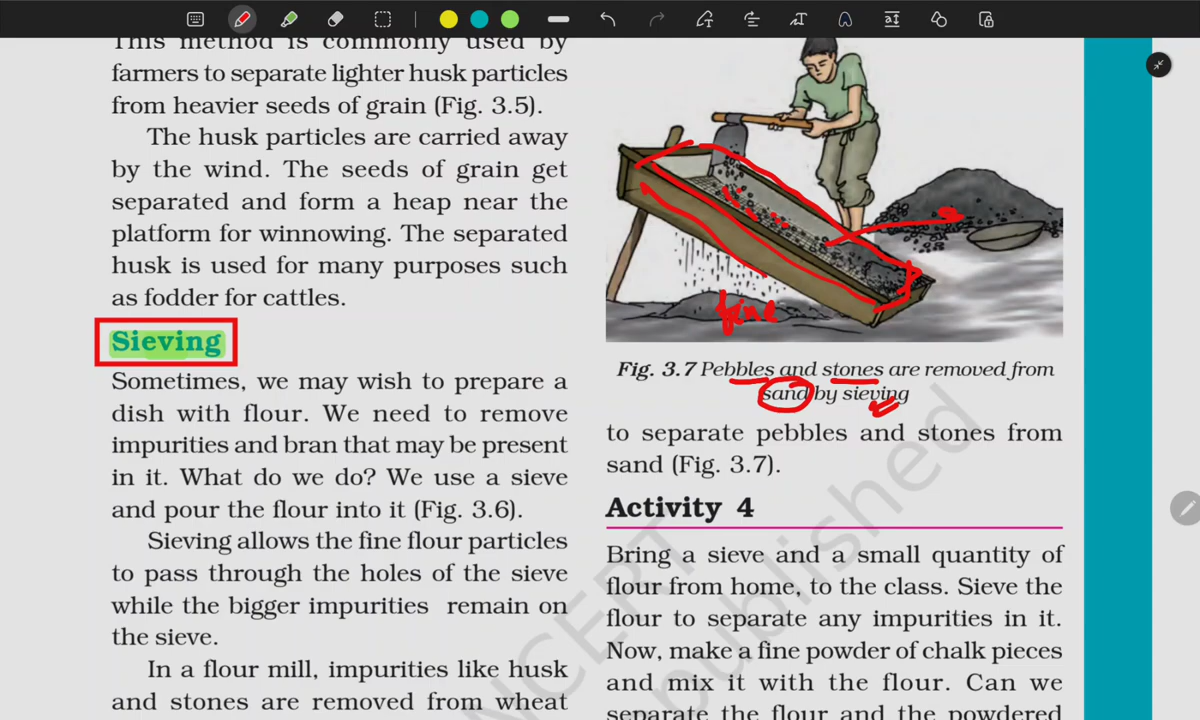 This method is commonly used by
farmers to separate lighter husk particles
from heavier seeds of grain (Fig. 3.5).
The husk particles are carried away
by the wind. The seeds of grain get
separated and form a heap near the
platform for winnowing. The separated
husk is used for many purposes such
as fodder for cattles.
Sieving
Sometimes, we may wish to prepare a
dish with flour. We need to remove
impurities and bran that may be present
in it. What do we do? We use a sieve
and pour the flour into it (Fig. 3.6).
Sieving allows the fine flour particles
to pass through the holes of the sieve
while the bigger impurities remain on
the sieve.
In a flour mill, impurities like husk
and stones are removed from wheat
fine
Fig. 3.7 Pebbles and stones are removed from
sand by sieving
to separate pebbles and stones from
sand (Fig. 3.7).
Activity 4
Bring a sieve and a small quantity of
flour from home, to the class. Sieve the
flour to separate any impurities in it.
Now, make a fine powder of chalk pieces
and mix it with the flour. Can we
separate the flour and the powdered
NCERT
published